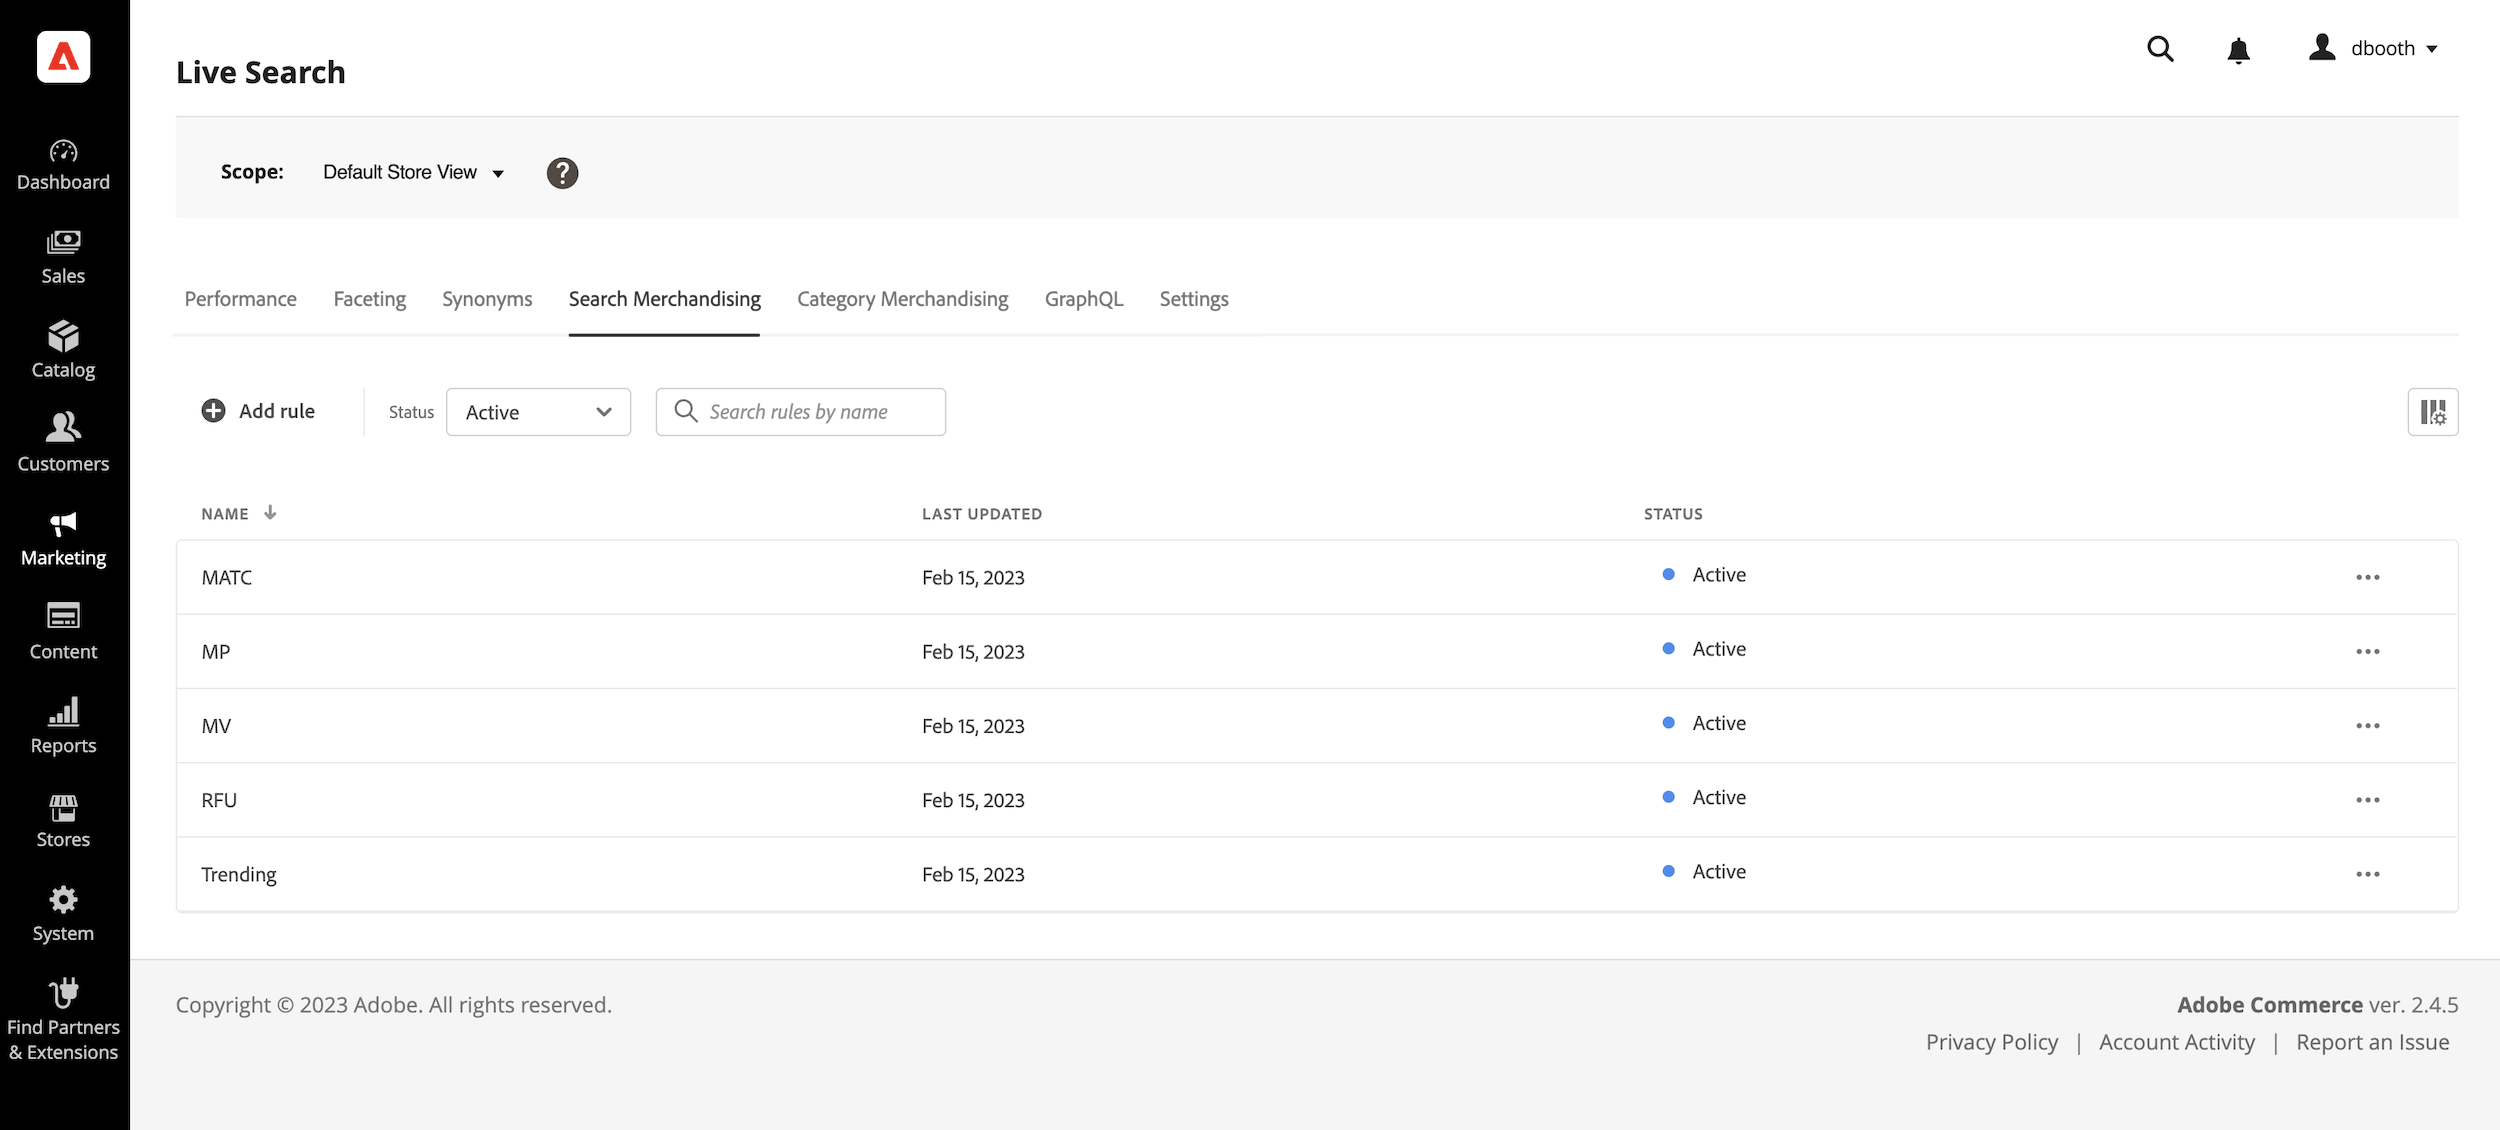 Live Search
dbooth
Scope: Default Store View ?
Dashboard
Sales
Catalog
Customers
Marketing
Content
Reports
Stores
System
Find Partners
& Extensions
Performance Faceting Synonyms Search Merchandising Category Merchandising GraphQL Settings
Add rule Status Active Search rules by name
NAME LAST UPDATED STATUS
MATC Feb 15, 2023 Active
MP Feb 15, 2023 Active
MV Feb 15, 2023 Active
RFU Feb 15, 2023 Active
Trending Feb 15, 2023 Active
Copyright © 2023 Adobe. All rights reserved.
Adobe Commerce ver. 2.4.5
Privacy Policy | Account Activity | Report an Issue